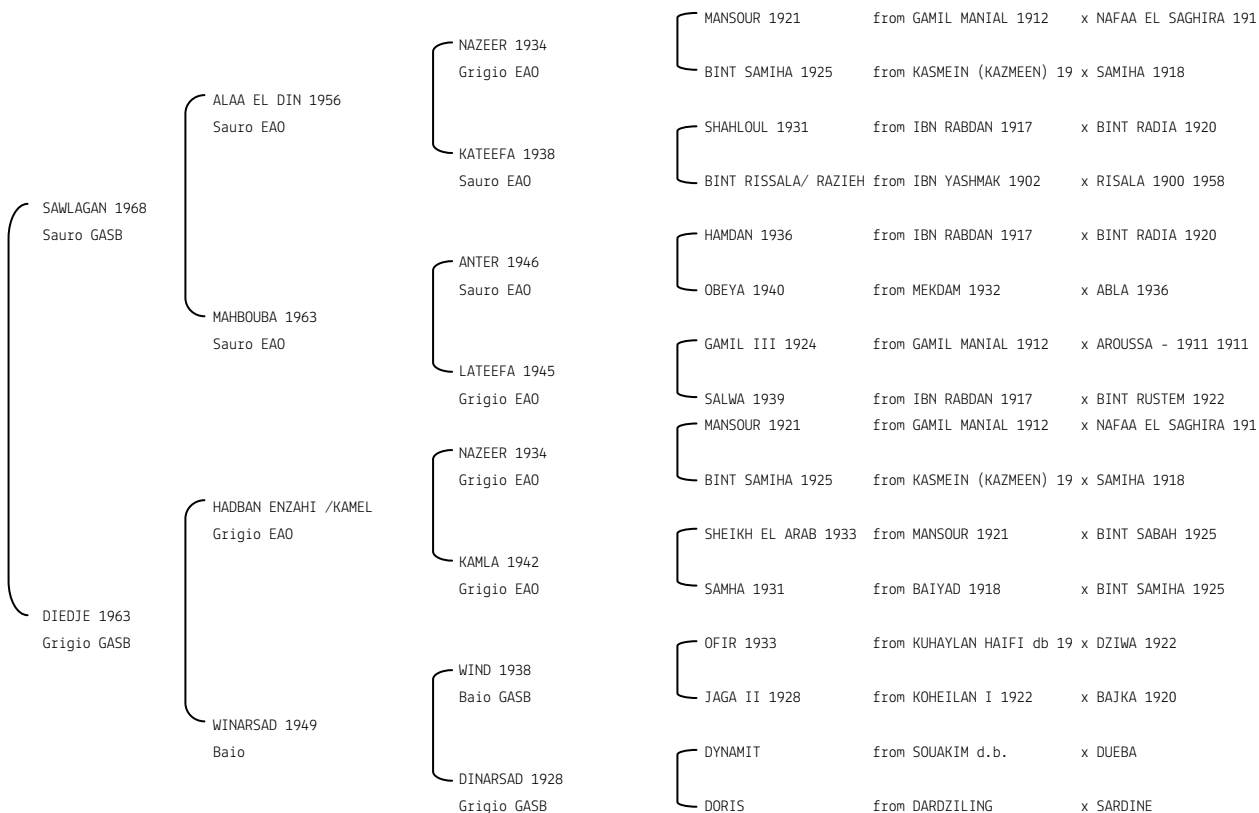 MANSOUR 1921 from GAMIL MANIAL 1912 x NAFAA EL SAGHIRA 191
NAZEER 1934
Grigio EAO
BINT SAMIHA 1925 from KASMEIN (KAZMEEN) 19 x SAMIHA 1918
ALAA EL DIN 1956
Sauro EAO
SHAHLOUL 1931 from IBN RABDAN 1917 x BINT RADIA 1920
KATEEFA 1938
Sauro EAO
BINT RISSALA/ RAZIEH from IBN YASHMAK 1902 x RISALA 1900 1958
SAWLAGAN 1968
Sauro GASB
HAMDAN 1936 from IBN RABDAN 1917 x BINT RADIA 1920
ANTER 1946
Sauro EAO
OBEYA 1940 from MEKDAM 1932 x ABLA 1936
MAHBOUBA 1963
Sauro EAO
GAMIL III 1924 from GAMIL MANIAL 1912 x AROUSSA - 1911 1911
LATEEFA 1945
Grigio EAO
SALWA 1939 from IBN RABDAN 1917 x BINT RUSTEM 1922
MANSOUR 1921 from GAMIL MANIAL 1912 x NAFAA EL SAGHIRA 191
NAZEER 1934
Grigio EAO
BINT SAMIHA 1925 from KASMEIN (KAZMEEN) 19 x SAMIHA 1918
HADBAN ENZAHI /KAMEL
Grigio EAO
SHEIKH EL ARAB 1933 from MANSOUR 1921 x BINT SABAH 1925
KAMLA 1942
Grigio EAO
SAMHA 1931 from BAIYAD 1918 x BINT SAMIHA 1925
DIEDJE 1963
Grigio GASB
OFIR 1933 from KUHAYLAN HAIFI db 19 x DZIWA 1922
WIND 1938
Baio GASB
JAGA II 1928 from KOHEILAN I 1922 x BAJKA 1920
WINARSAD 1949
Baio
DYNAMIT from SOUAKIM d.b. x DUEBA
DINARSAD 1928
Grigio GASB
DORIS from DARDZILING x SARDINE